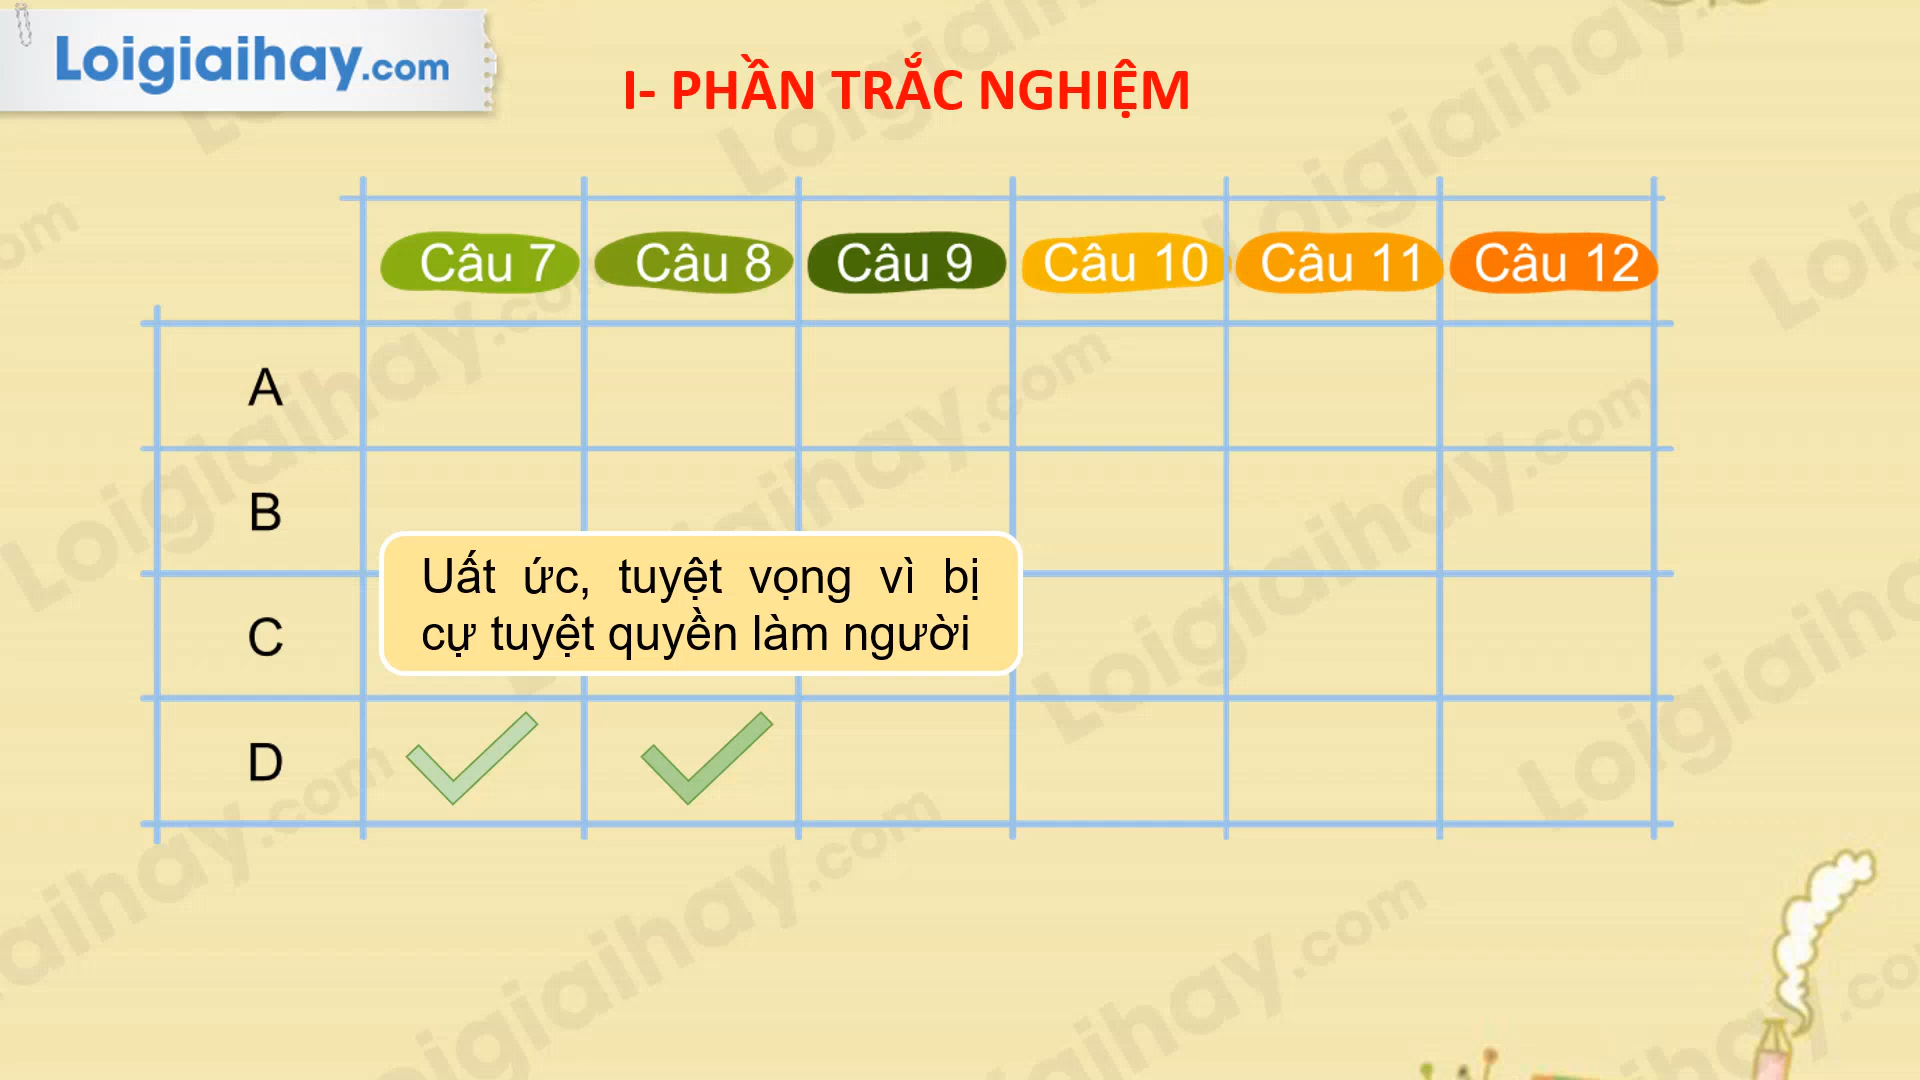 Loigiaihay.com
I- PHẦN TRẮC NGHIỆM
Câu 7 Câu 8 Câu 9 Câu 10 Câu 11 Câu 12
A
B
Uất ức, tuyệt vọng vì bị
cự tuyệt quyền làm người
C
D